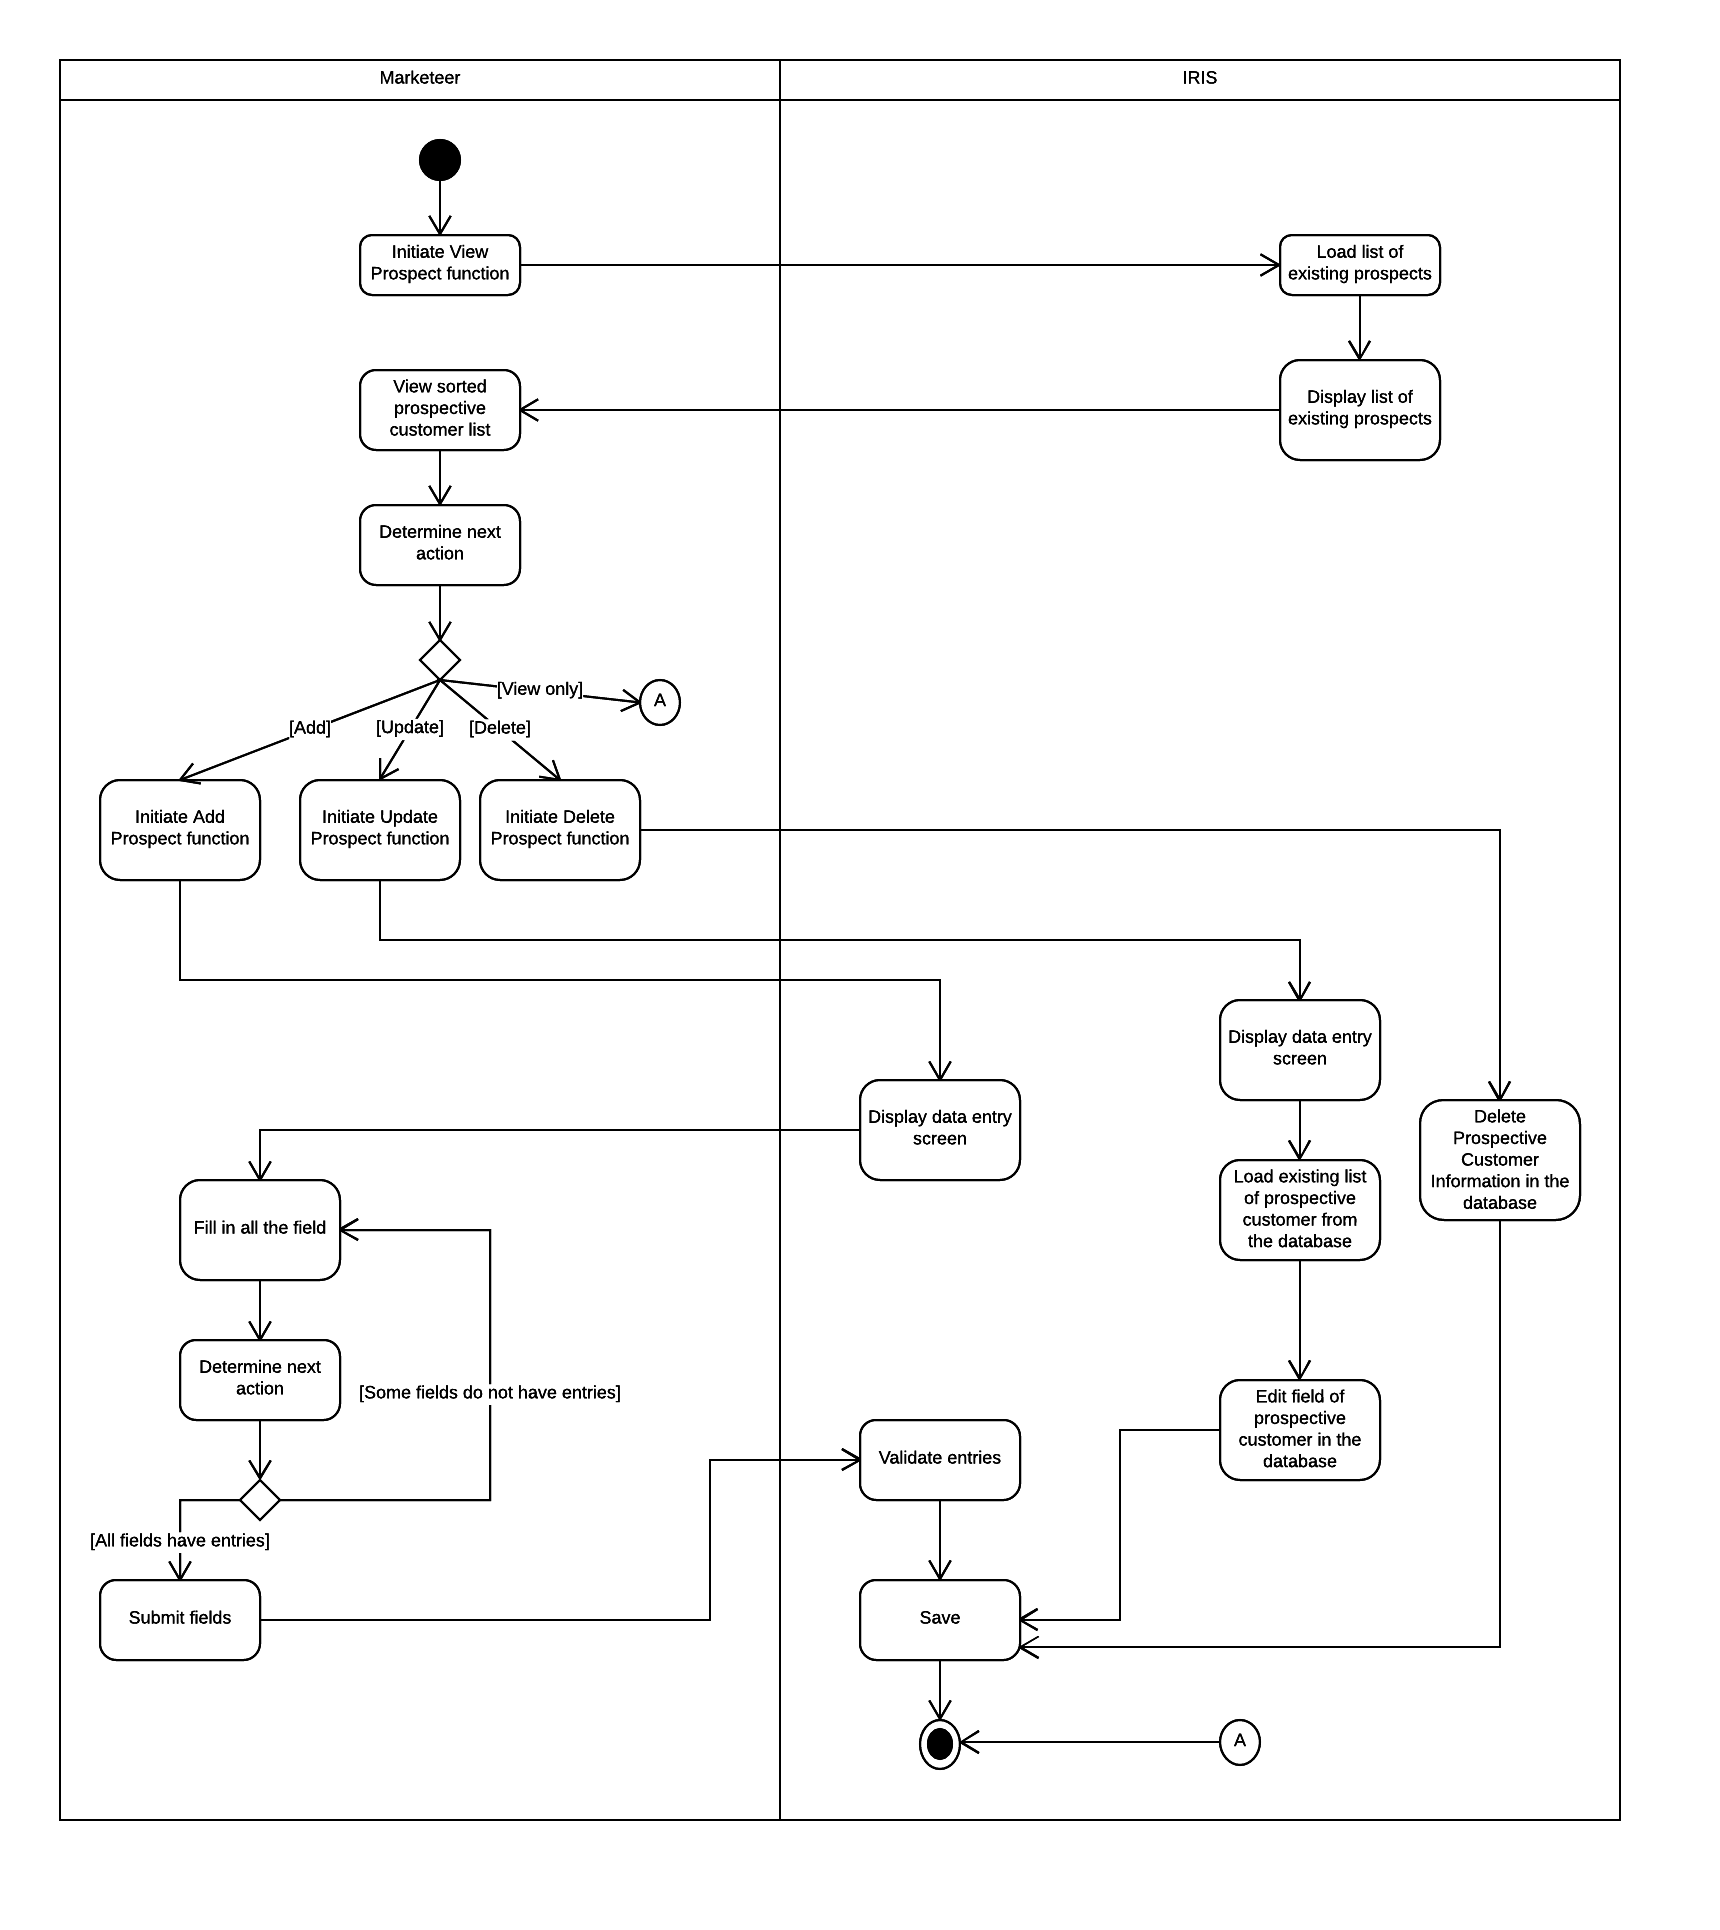 Marketeer
IRIS
Initiate View
Prospect function
Load list of
existing prospects
View sorted
prospective
customer list
Display list of
existing prospects
Determine next
action
[View only]
A
[Add]
[Update]
[Delete]
Initiate Add
Prospect function
Initiate Update
Prospect function
Initiate Delete
Prospect function
Display data entry
screen
Display data entry
screen
Delete
Prospective
Customer
Information in the
database
Load existing list
of prospective
customer from
the database
Fill in all the field
Determine next
action
[Some fields do not have entries]
Edit field of
prospective
customer in the
database
Validate entries
[All fields have entries]
Submit fields
Save
A